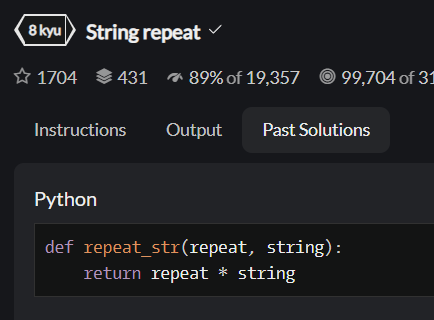 8 kyu String repeat
1704 431 89% of 19,357 99,704 of 31
Instructions Output Past Solutions
Python
def repeat_str(repeat, string):
    return repeat * string